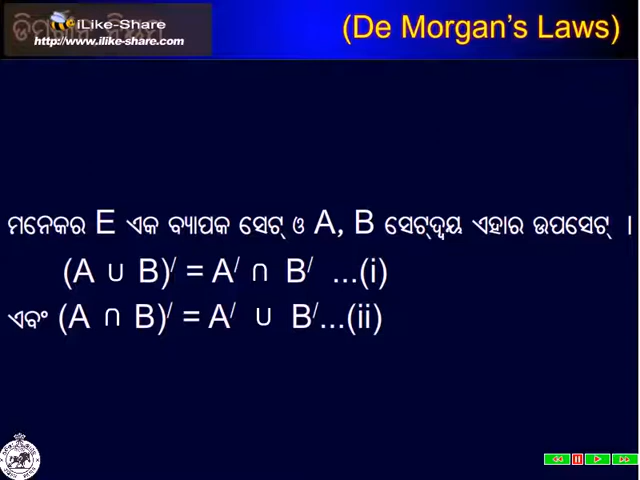 iLike-Share
http://www.ilike-share.com
(De Morgan's Laws)
ମନେକର E ଏକ ବ୍ୟାପକ ସେଟ୍ ଓ A, B ସେଟ୍‌ଦ୍ୱୟ ଏହାର ଉପସେଟ୍ ।
(A ∪ B)/ = A/ ∩ B/ ...(i)
ଏବଂ (A ∩ B)/ = A/ ∪ B/...(ii)